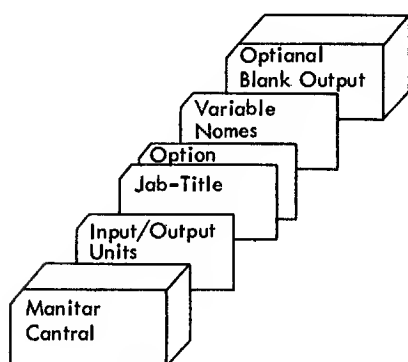 Optianal
Blank Output
Variable
Nomes
Option
Jab-Title
Input/Output
Units
Manitar
Cantral